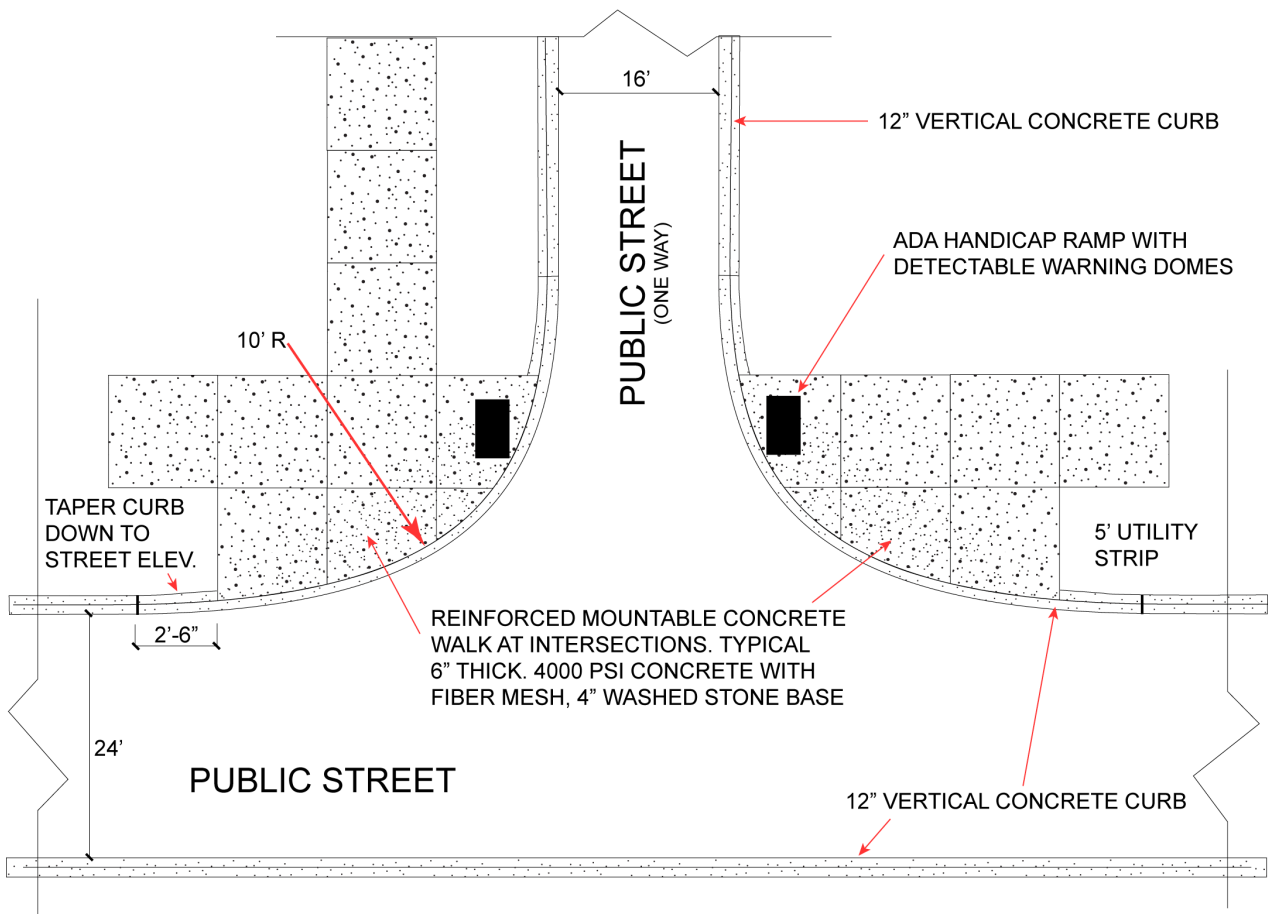 16’
12” VERTICAL CONCRETE CURB
PUBLIC STREET
(ONE WAY)
ADA HANDICAP RAMP WITH
DETECTABLE WARNING DOMES
10’ R
TAPER CURB
DOWN TO
STREET ELEV.
5’ UTILITY
STRIP
2’-6”
REINFORCED MOUNTABLE CONCRETE
WALK AT INTERSECTIONS. TYPICAL
6” THICK. 4000 PSI CONCRETE WITH
FIBER MESH, 4” WASHED STONE BASE
24’
PUBLIC STREET
12” VERTICAL CONCRETE CURB